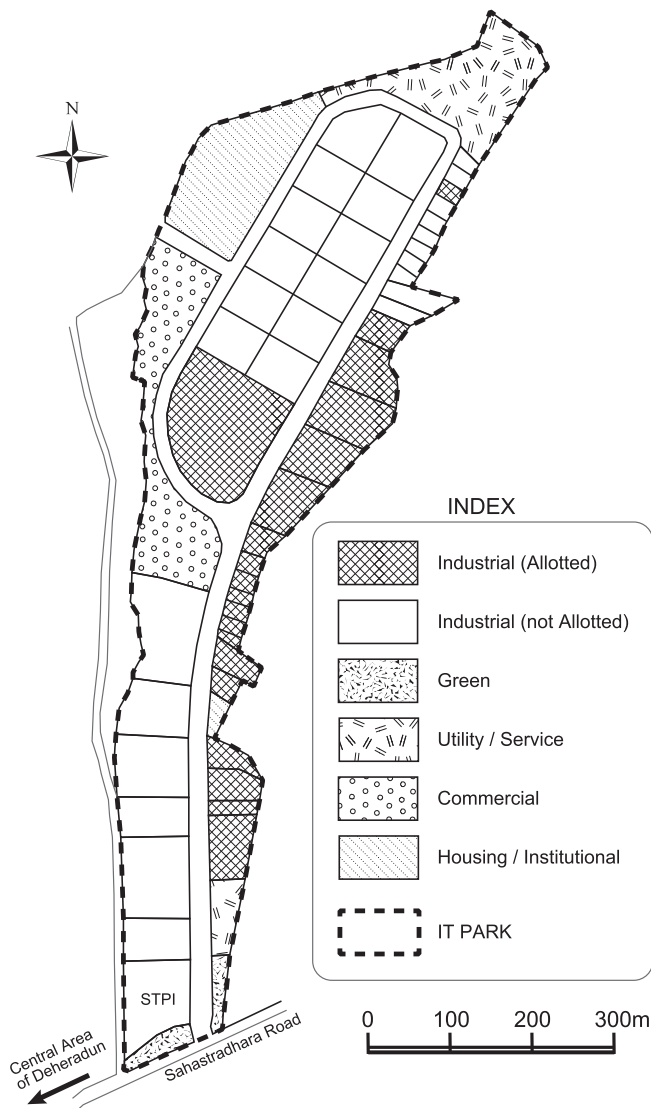 N
INDEX
Industrial (Allotted)
Industrial (not Allotted)
Green
Utility / Service
Commercial
Housing / Institutional
IT PARK
STPI
Central Area
of Deheradun
Sahastradhara Road
0 100 200 300m